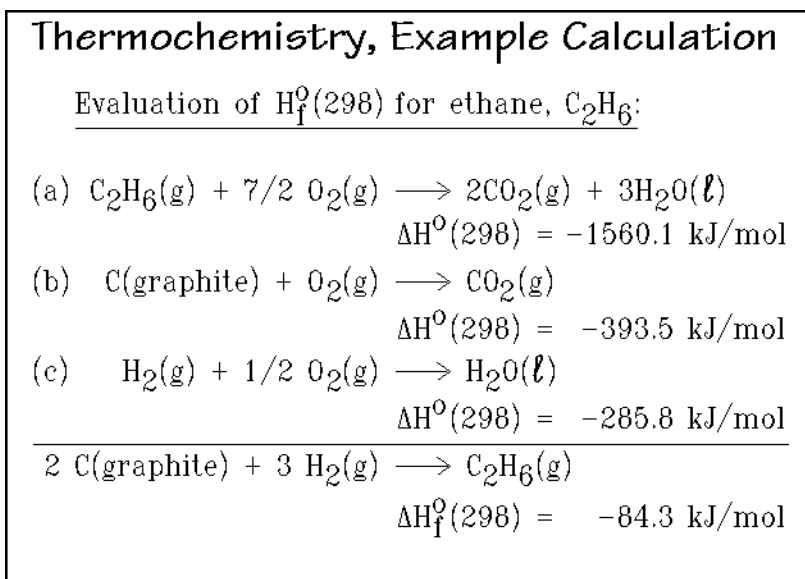 Thermochemistry, Example Calculation
Evaluation of H°f(298) for ethane, C₂H₆:
(a) C₂H₆(g) + 7/2 O₂(g) ⟶ 2CO₂(g) + 3H₂O(ℓ)
ΔH°(298) = -1560.1 kJ/mol
(b) C(graphite) + O₂(g) ⟶ CO₂(g)
ΔH°(298) = -393.5 kJ/mol
(c) H₂(g) + 1/2 O₂(g) ⟶ H₂O(ℓ)
ΔH°(298) = -285.8 kJ/mol
2 C(graphite) + 3 H₂(g) ⟶ C₂H₆(g)
ΔH°f(298) = -84.3 kJ/mol